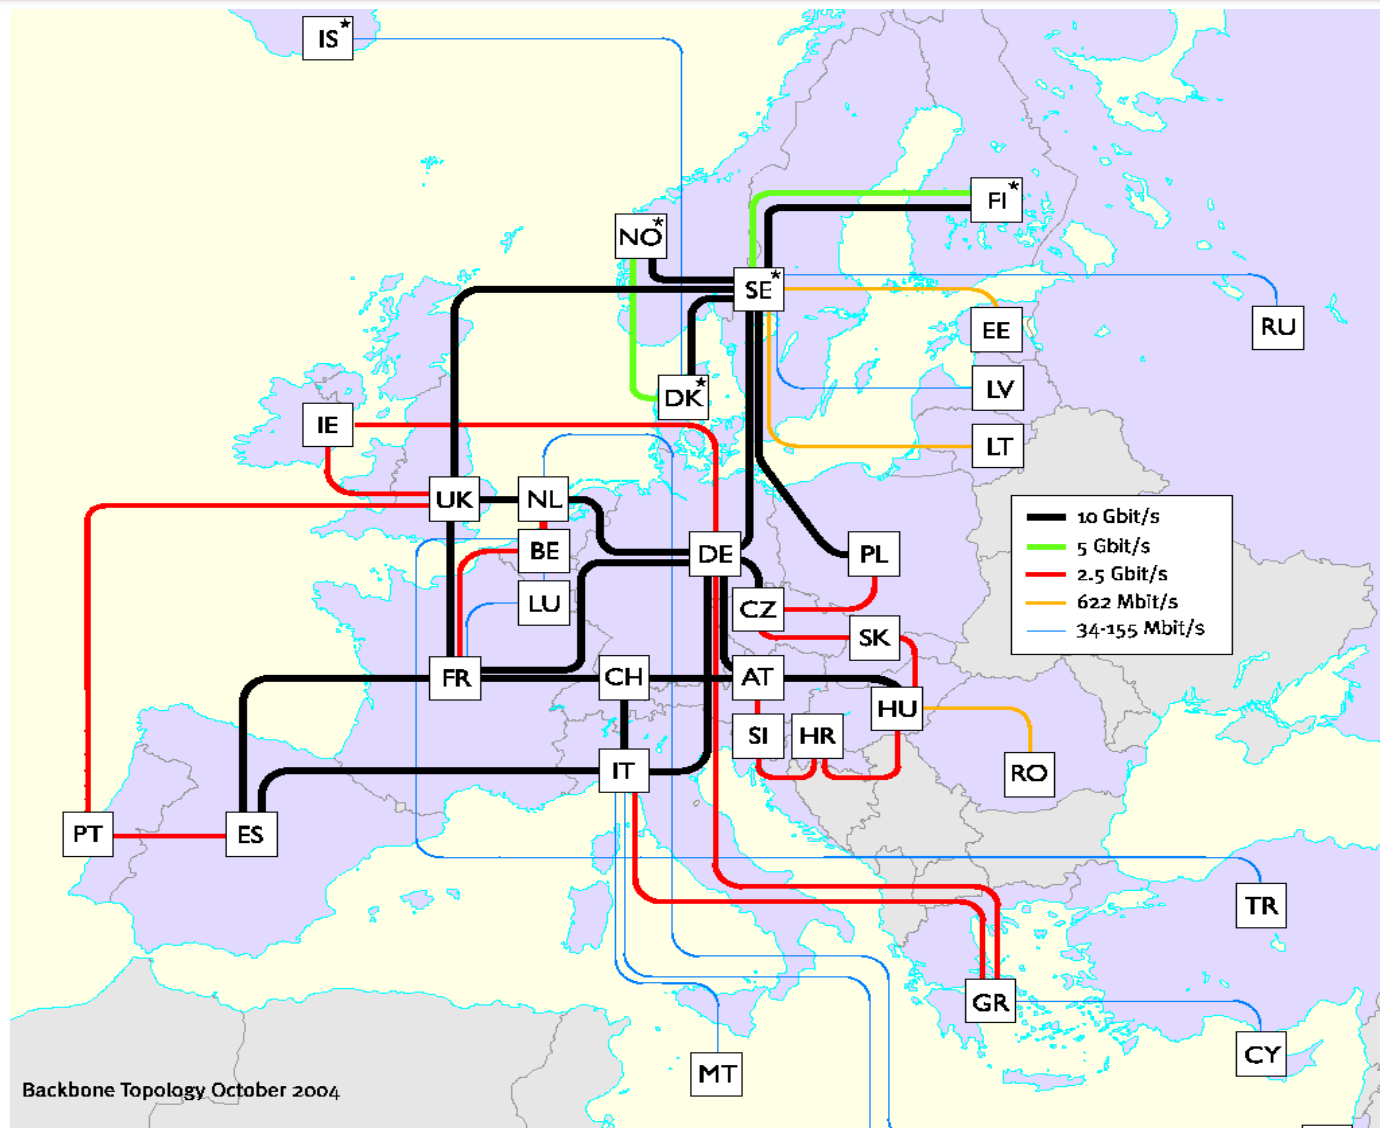 IS*
FI*
NO*
SE*
RU
EE
DK*
LV
IE
LT
UK
NL
10 Gbit/s
5 Gbit/s
2.5 Gbit/s
622 Mbit/s
34-155 Mbit/s
BE
DE
PL
LU
CZ
SK
FR
CH
AT
HU
SI
HR
IT
RO
PT
ES
TR
GR
CY
MT
Backbone Topology October 2004